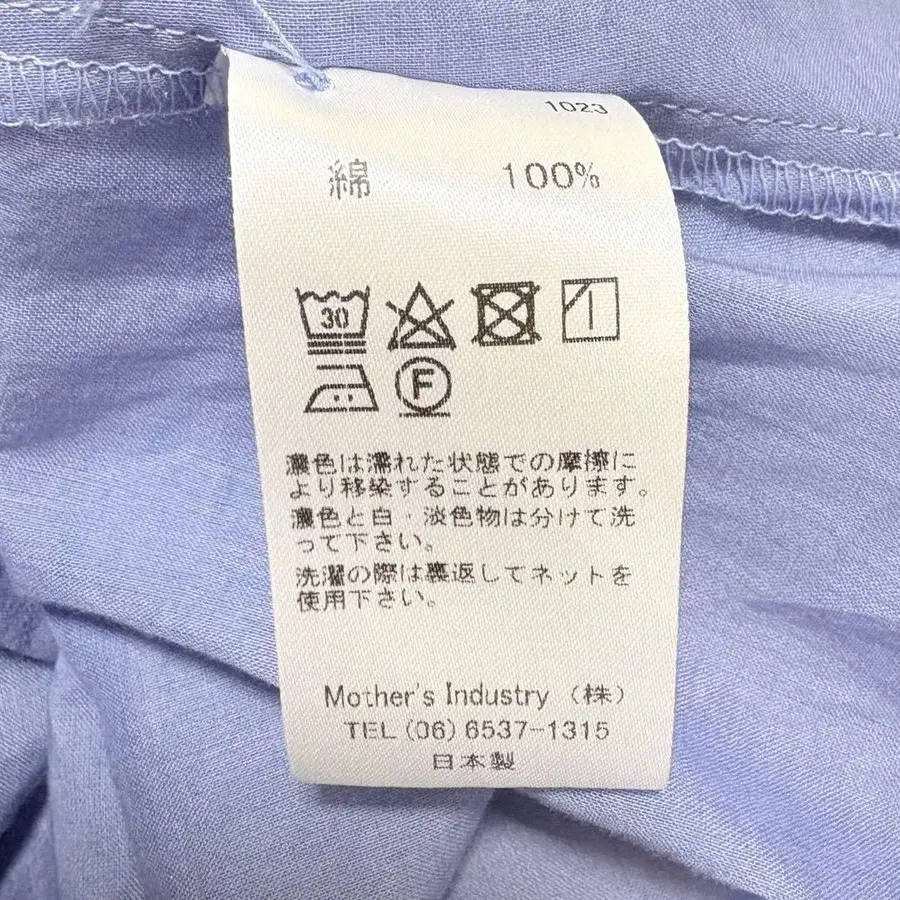 1023
綿 100%
30
F
濃色は濡れた状態での摩擦に
より移染することがあります。
濃色と白・淡色物は分けて洗
って下さい。
洗濯の際は裏返してネットを
使用下さい。
Mother's Industry （株）
TEL (06) 6537-1315
日本製